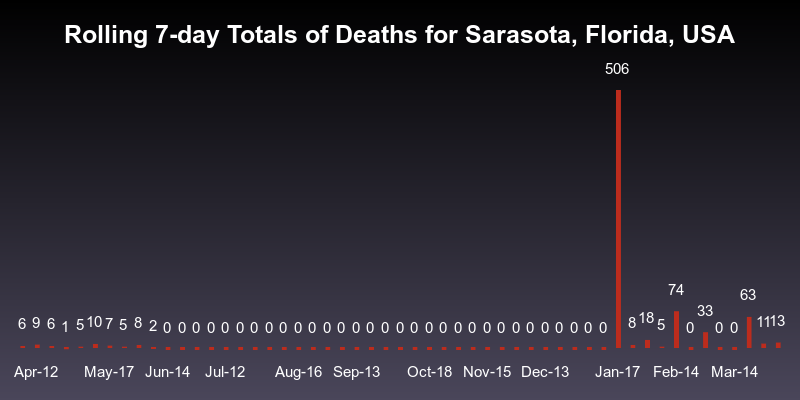 Rolling 7-day Totals of Deaths for Sarasota, Florida, USA
6 9 6 1 5 10 7 5 8 2 0 0 0 0 0 0 0 0 0 0 0 0 0 0 0 0 0 0 0 0 0 0 0 0 0 0 0 0 0 0 0 506 8 18 5 74 0 33 0 0 63 11 13
Apr-12 May-17 Jun-14 Jul-12 Aug-16 Sep-13 Oct-18 Nov-15 Dec-13 Jan-17 Feb-14 Mar-14